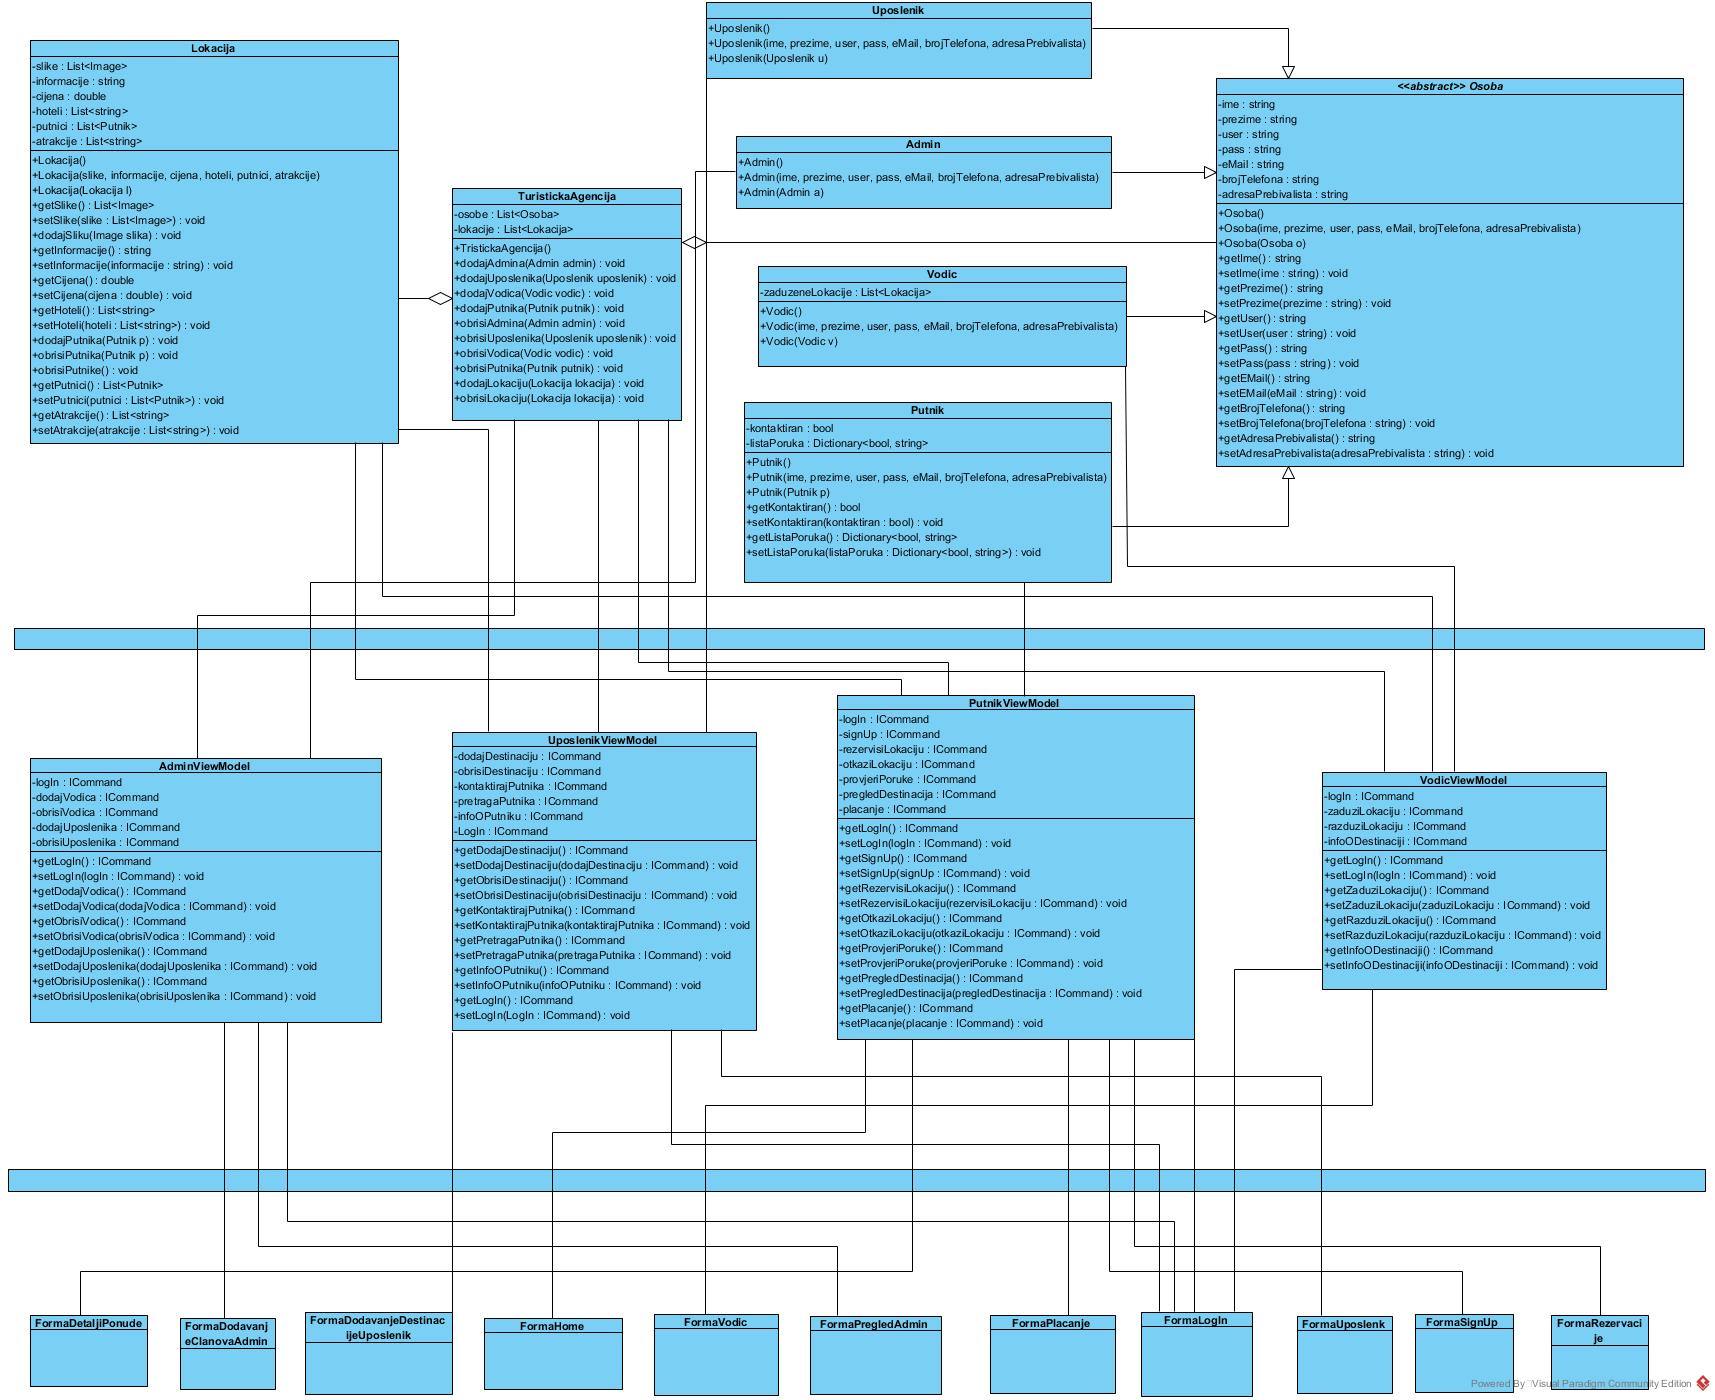 Uposlenik
+Uposlenik()
+Uposlenik(ime, prezime, user, pass, eMail, brojTelefona, adresaPrebivalista)
+Uposlenik(Uposlenik u)
Lokacija
-slike : List<Image>
-informacije : string
-cijena : double
-hoteli : List<string>
-putnici : List<Putnik>
-atrakcije : List<string>
+Lokacija()
+Lokacija(slike, informacije, cijena, hoteli, putnici, atrakcije)
+Lokacija(Lokacija l)
+getSlike() : List<Image>
+setSlike(slike : List<Image>) : void
+dodajSliku(Image slika) : void
+getInformacije() : string
+setInformacije(informacije : string) : void
+getCijena() : double
+setCijena(cijena : double) : void
+getHoteli() : List<string>
+setHoteli(hoteli : List<string>) : void
+dodajPutnika(Putnik p) : void
+obrisiPutnika(Putnik p) : void
+obrisiPutnike() : void
+getPutnici() : List<Putnik>
+setPutnici(putnici : List<Putnik>) : void
+getAtrakcije() : List<string>
+setAtrakcije(atrakcije : List<string>) : void
<<abstract>> Osoba
-ime : string
-prezime : string
-user : string
-pass : string
-eMail : string
-brojTelefona : string
-adresaPrebivalista : string
+Osoba()
+Osoba(ime, prezime, user, pass, eMail, brojTelefona, adresaPrebivalista)
+Osoba(Osoba o)
+getIme() : string
+setIme(ime : string) : void
+getPrezime() : string
+setPrezime(prezime : string) : void
+getUser() : string
+setUser(user : string) : void
+getPass() : string
+setPass(pass : string) : void
+getEMail() : string
+setEMail(eMail : string) : void
+getBrojTelefona() : string
+setBrojTelefona(brojTelefona : string) : void
+getAdresaPrebivalista() : string
+setAdresaPrebivalista(adresaPrebivalista : string) : void
Admin
+Admin()
+Admin(ime, prezime, user, pass, eMail, brojTelefona, adresaPrebivalista)
+Admin(Admin a)
TuristickaAgencija
-osobe : List<Osoba>
-lokacije : List<Lokacija>
+TristickaAgencija()
+dodajAdmina(Admin admin) : void
+dodajUposlenika(Uposlenik uposlenik) : void
+dodajVodica(Vodic vodic) : void
+dodajPutnika(Putnik putnik) : void
+obrisiAdmina(Admin admin) : void
+obrisiUposlenika(Uposlenik uposlenik) : void
+obrisiVodica(Vodic vodic) : void
+obrisiPutnika(Putnik putnik) : void
+dodajLokaciju(Lokacija lokacija) : void
+obrisiLokaciju(Lokacija lokacija) : void
Vodic
-zaduzeneLokacije : List<Lokacija>
+Vodic()
+Vodic(ime, prezime, user, pass, eMail, brojTelefona, adresaPrebivalista)
+Vodic(Vodic v)
Putnik
-kontaktiran : bool
-listaPoruka : Dictionary<bool, string>
+Putnik()
+Putnik(ime, prezime, user, pass, eMail, brojTelefona, adresaPrebivalista)
+Putnik(Putnik p)
+getKontaktiran() : bool
+setKontaktiran(kontaktiran : bool) : void
+getListaPoruka() : Dictionary<bool, string>
+setListaPoruka(listaPoruka : Dictionary<bool, string>) : void
AdminViewModel
-logIn : ICommand
-dodajVodica : ICommand
-obrisiVodica : ICommand
-dodajUposlenika : ICommand
-obrisiUposlenika : ICommand
+getLogIn() : ICommand
+setLogIn(logIn : ICommand) : void
+getDodajVodica() : ICommand
+setDodajVodica(dodajVodica : ICommand) : void
+getObrisiVodica() : ICommand
+setObrisiVodica(obrisiVodica : ICommand) : void
+getDodajUposlenika() : ICommand
+setDodajUposlenika(dodajUposlenika : ICommand) : void
+getObrisiUposlenika() : ICommand
+setObrisiUposlenika(obrisiUposlenika : ICommand) : void
UposlenikViewModel
-dodajDestinaciju : ICommand
-obrisiDestinaciju : ICommand
-kontaktirajPutnika : ICommand
-pretragaPutnika : ICommand
-infoOPutniku : ICommand
-LogIn : ICommand
+getDodajDestinaciju() : ICommand
+setDodajDestinaciju(dodajDestinaciju : ICommand) : void
+getObrisiDestinaciju() : ICommand
+setObrisiDestinaciju(obrisiDestinaciju : ICommand) : void
+getKontaktirajPutnika() : ICommand
+setKontaktirajPutnika(kontaktirajPutnika : ICommand) : void
+getPretragaPutnika() : ICommand
+setPretragaPutnika(pretragaPutnika : ICommand) : void
+getInfoOPutniku() : ICommand
+setInfoOPutniku(infoOPutniku : ICommand) : void
+getLogIn() : ICommand
+setLogIn(LogIn : ICommand) : void
PutnikViewModel
-logIn : ICommand
-signUp : ICommand
-rezervisiLokaciju : ICommand
-otkaziLokaciju : ICommand
-provjeriPoruke : ICommand
-pregledDestinacija : ICommand
-placanje : ICommand
+getLogIn() : ICommand
+setLogIn(logIn : ICommand) : void
+getSignUp() : ICommand
+setSignUp(signUp : ICommand) : void
+getRezervisiLokaciju() : ICommand
+setRezervisiLokaciju(rezervisiLokaciju : ICommand) : void
+getOtkaziLokaciju() : ICommand
+setOtkaziLokaciju(otkaziLokaciju : ICommand) : void
+getProvjeriPoruke() : ICommand
+setProvjeriPoruke(provjeriPoruke : ICommand) : void
+getPregledDestinacija() : ICommand
+setPregledDestinacija(pregledDestinacija : ICommand) : void
+getPlacanje() : ICommand
+setPlacanje(placanje : ICommand) : void
VodicViewModel
-logIn : ICommand
-zaduziLokaciju : ICommand
-razduziLokaciju : ICommand
-infoODestinaciji : ICommand
+getLogIn() : ICommand
+setLogIn(logIn : ICommand) : void
+getZaduziLokaciju() : ICommand
+setZaduziLokaciju(zaduziLokaciju : ICommand) : void
+getRazduziLokaciju() : ICommand
+setRazduziLokaciju(razduziLokaciju : ICommand) : void
+getInfoODestinaciji() : ICommand
+setInfoODestinaciji(infoODestinaciji : ICommand) : void
FormaDetaljiPonude
FormaDodavanj
eClanovaAdmin
FormaDodavanjeDestinac
ijeUposlenik
FormaHome
FormaVodic
FormaPregledAdmin
FormaPlacanje
FormaLogIn
FormaUposlenk
FormaSignUp
FormaRezervaci
je
Powered By Visual Paradigm Community Edition